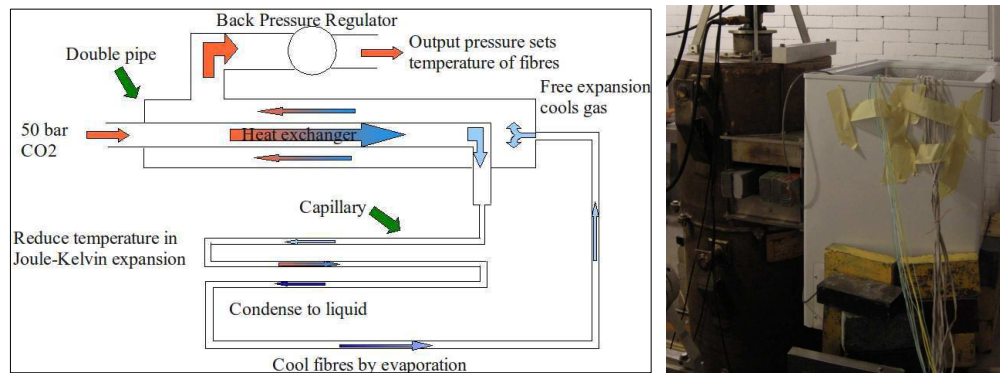 Back Pressure Regulator
Double pipe
Output pressure sets
temperature of fibres
Free expansion
cools gas
50 bar
CO2
Heat exchanger
Capillary
Reduce temperature in
Joule-Kelvin expansion
Condense to liquid
Cool fibres by evaporation